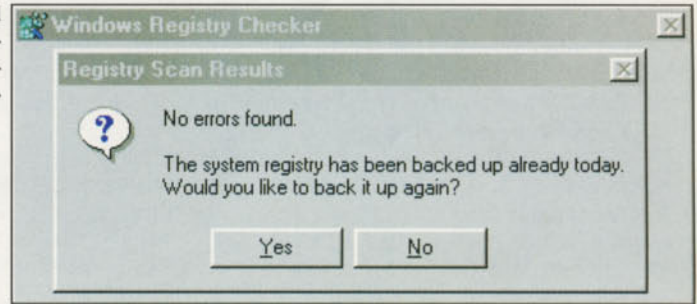 Windows Registry Checker
Registry Scan Results
?
No errors found.
The system registry has been backed up already today.
Would you like to back it up again?
Yes
No